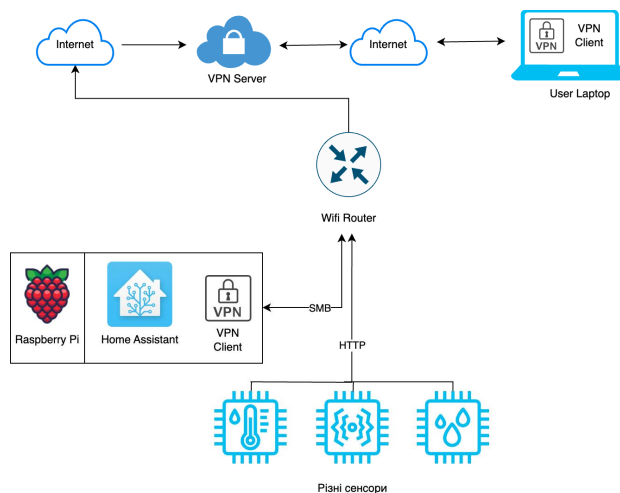 Internet
VPN Server
Internet
VPN
VPN
Client
User Laptop
Wifi Router
Raspberry Pi
Home Assistant
VPN
VPN
Client
SMB
HTTP
Різні сенсори